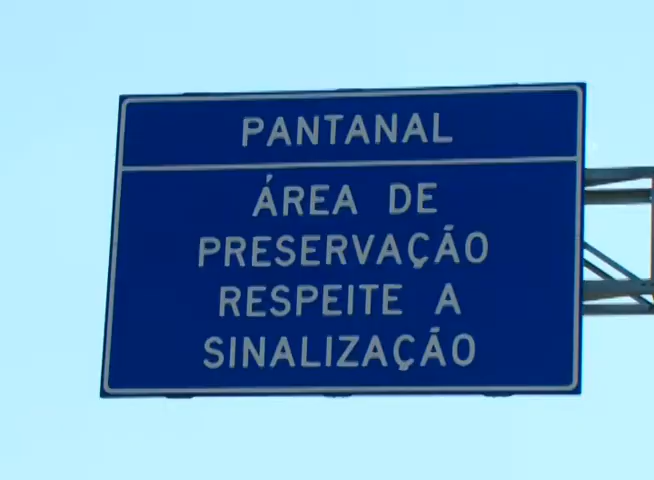 PANTANAL
ÁREA DE
PRESERVAÇÃO
RESPEITE A
SINALIZAÇÃO